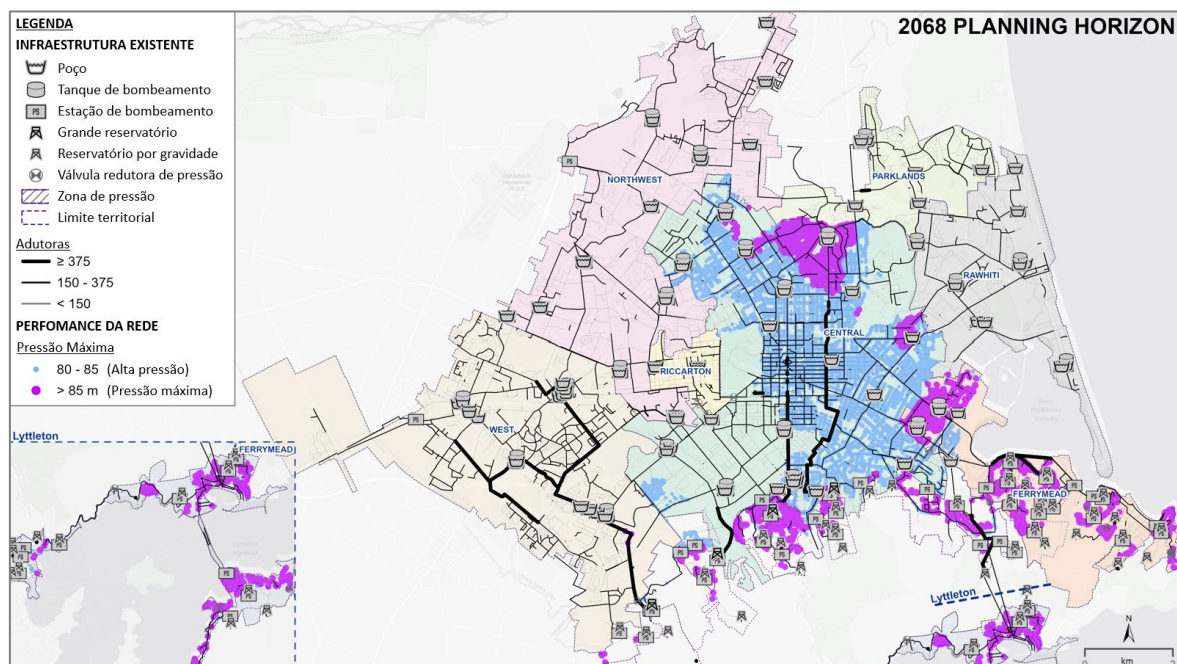 LEGENDA
INFRAESTRUTURA EXISTENTE
Poço
Tanque de bombeamento
PS Estação de bombeamento
Grande reservatório
Reservatório por gravidade
Válvula redutora de pressão
Zona de pressão
Limite territorial
Adutoras
≥ 375
150 - 375
< 150
PERFOMANCE DA REDE
Pressão Máxima
80 - 85 (Alta pressão)
> 85 m (Pressão máxima)
2068 PLANNING HORIZON
NORTHWEST
PARKLANDS
RAWHITI
CENTRAL
RICCARTON
WEST
FERRYMEAD
Lyttleton
Lyttleton
FERRYMEAD
N
0
km